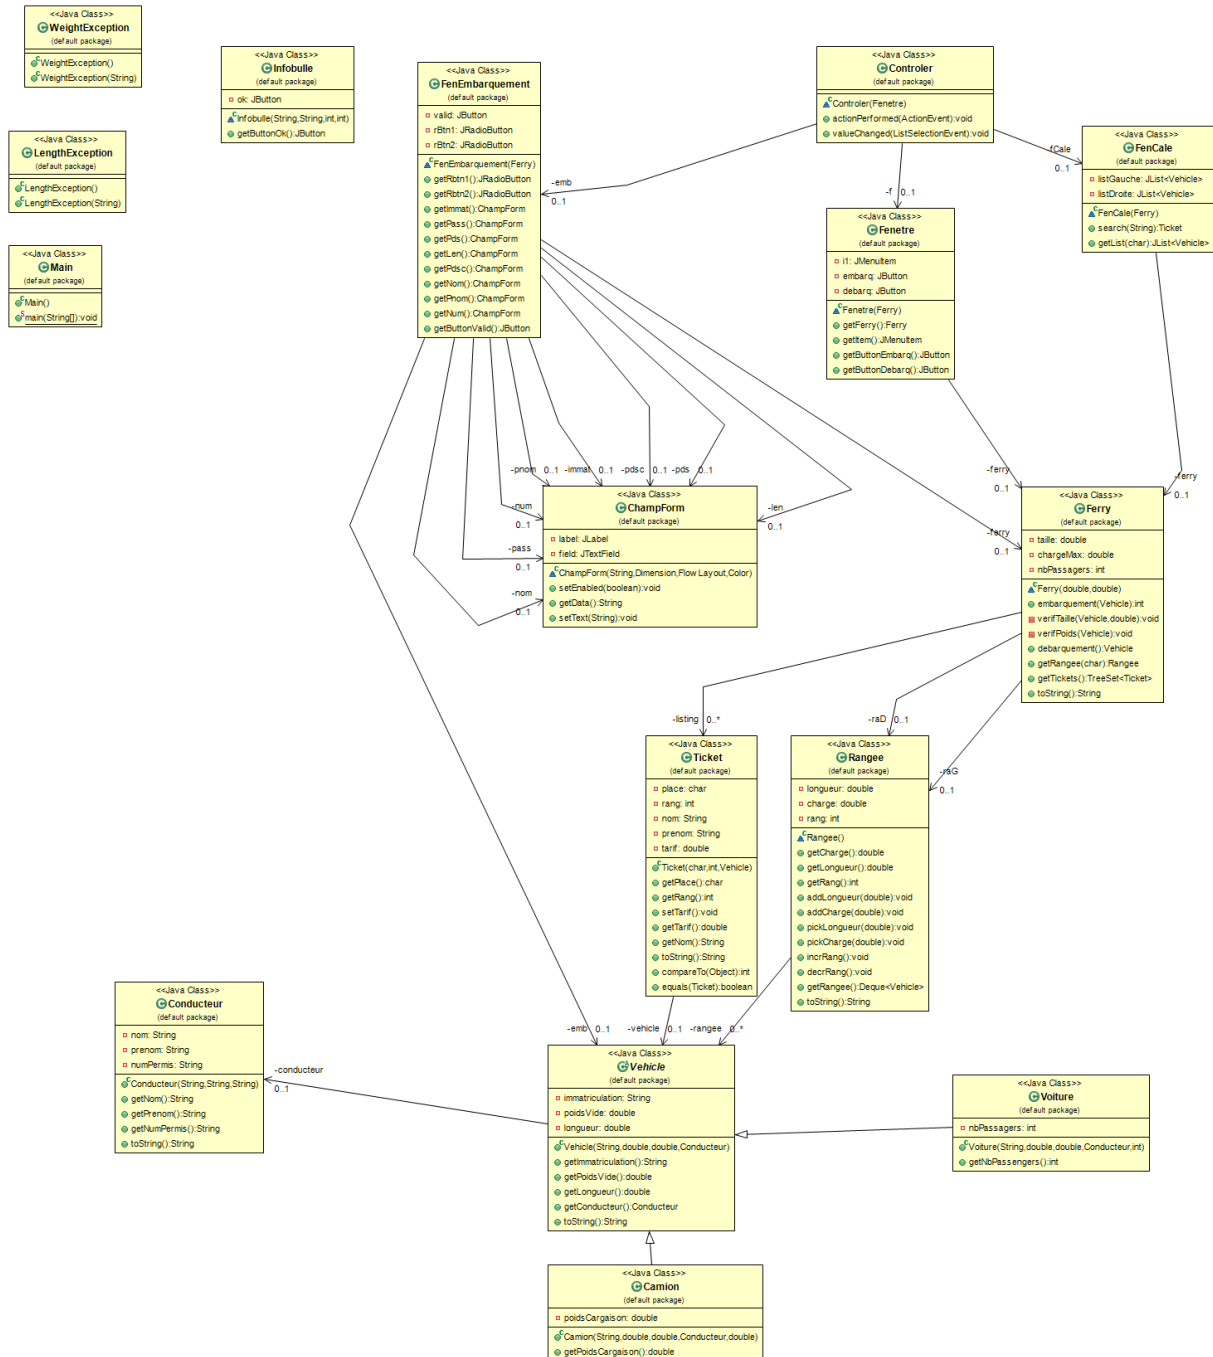 <<Java Class>>
WeightException
(default package)
WeightException()
WeightException(String)
<<Java Class>>
LengthException
(default package)
LengthException()
LengthException(String)
<<Java Class>>
Main
(default package)
Main()
main(String[]):void
<<Java Class>>
Infobulle
(default package)
ok: JButton
Infobulle(String,String,int,int)
getButtonOk():JButton
<<Java Class>>
FenEmbarquement
(default package)
valid: JButton
rBtn1: JRadioButton
rBtn2: JRadioButton
FenEmbarquement(Ferry)
getRbtn1():JRadioButton
getRbtn2():JRadioButton
getImmat():ChampForm
getPass():ChampForm
getPds():ChampForm
getLen():ChampForm
getPdsc():ChampForm
getNom():ChampForm
getPnom():ChampForm
getNum():ChampForm
getButtonValid():JButton
<<Java Class>>
Controler
(default package)
Controler(Fenetre)
actionPerformed(ActionEvent):void
valueChanged(ListSelectionEvent):void
-emb
0..1
-f
0..1
-fCale
0..1
<<Java Class>>
FenCale
(default package)
listGauche: JList<Vehicle>
listDroite: JList<Vehicle>
FenCale(Ferry)
search(String):Ticket
getList(char):JList<Vehicle>
<<Java Class>>
Fenetre
(default package)
i1: JMenuItem
embarq: JButton
debarq: JButton
Fenetre(Ferry)
getFerry():Ferry
getItem():JMenuItem
getButtonEmbarq():JButton
getButtonDebarq():JButton
-pnom
0..1
-immat
0..1
-pdsc
0..1
-pds
0..1
-num
0..1
-pass
0..1
-nom
0..1
-len
0..1
-ferry
0..1
-ferry
0..1
-ferry
0..1
<<Java Class>>
ChampForm
(default package)
label: JLabel
field: JTextField
ChampForm(String,Dimension,FlowLayout,Color)
setEnabled(boolean):void
getData():String
setText(String):void
<<Java Class>>
Ferry
(default package)
taille: double
chargeMax: double
nbPassagers: int
Ferry(double,double)
embarquement(Vehicle):int
verifTaille(Vehicle,double):void
verifPoids(Vehicle):void
debarquement():Vehicle
getRangee(char):Rangee
getTickets():TreeSet<Ticket>
toString():String
-listing
0..*
-raD
0..1
-raG
0..1
<<Java Class>>
Ticket
(default package)
place: char
rang: int
nom: String
prenom: String
tarif: double
Ticket(char,int,Vehicle)
getPlace():char
getRang():int
setTarif():void
getTarif():double
getNom():String
toString():String
compareTo(Object):int
equals(Ticket):boolean
<<Java Class>>
Rangee
(default package)
longueur: double
charge: double
rang: int
Rangee()
getCharge():double
getLongueur():double
getRang():int
addLongueur(double):void
addCharge(double):void
pickLongueur(double):void
pickCharge(double):void
incrRang():void
decrRang():void
getRangee():Deque<Vehicle>
toString():String
-emb
0..1
-vehicle
0..1
-rangee
0..*
<<Java Class>>
Conducteur
(default package)
nom: String
prenom: String
numPermis: String
Conducteur(String,String,String)
getNom():String
getPrenom():String
getNumPermis():String
toString():String
-conducteur
0..1
<<Java Class>>
Vehicle
(default package)
immatriculation: String
poidsVide: double
longueur: double
Vehicle(String,double,double,Conducteur)
getImmatriculation():String
getPoidsVide():double
getLongueur():double
getConducteur():Conducteur
toString():String
<<Java Class>>
Voiture
(default package)
nbPassagers: int
Voiture(String,double,double,Conducteur,int)
getNbPassengers():int
<<Java Class>>
Camion
(default package)
poidsCargaison: double
Camion(String,double,double,Conducteur,double)
getPoidsCargaison():double